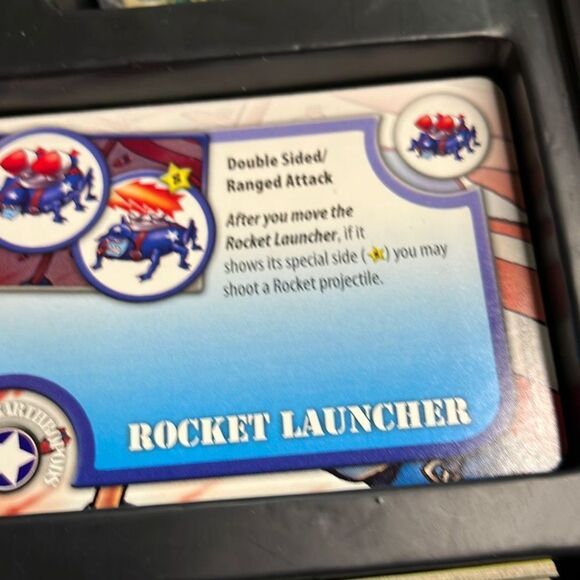 Double Sided/
Ranged Attack
After you move the
Rocket Launcher, if it
shows its special side (★) you may
shoot a Rocket projectile.
ROCKET LAUNCHER